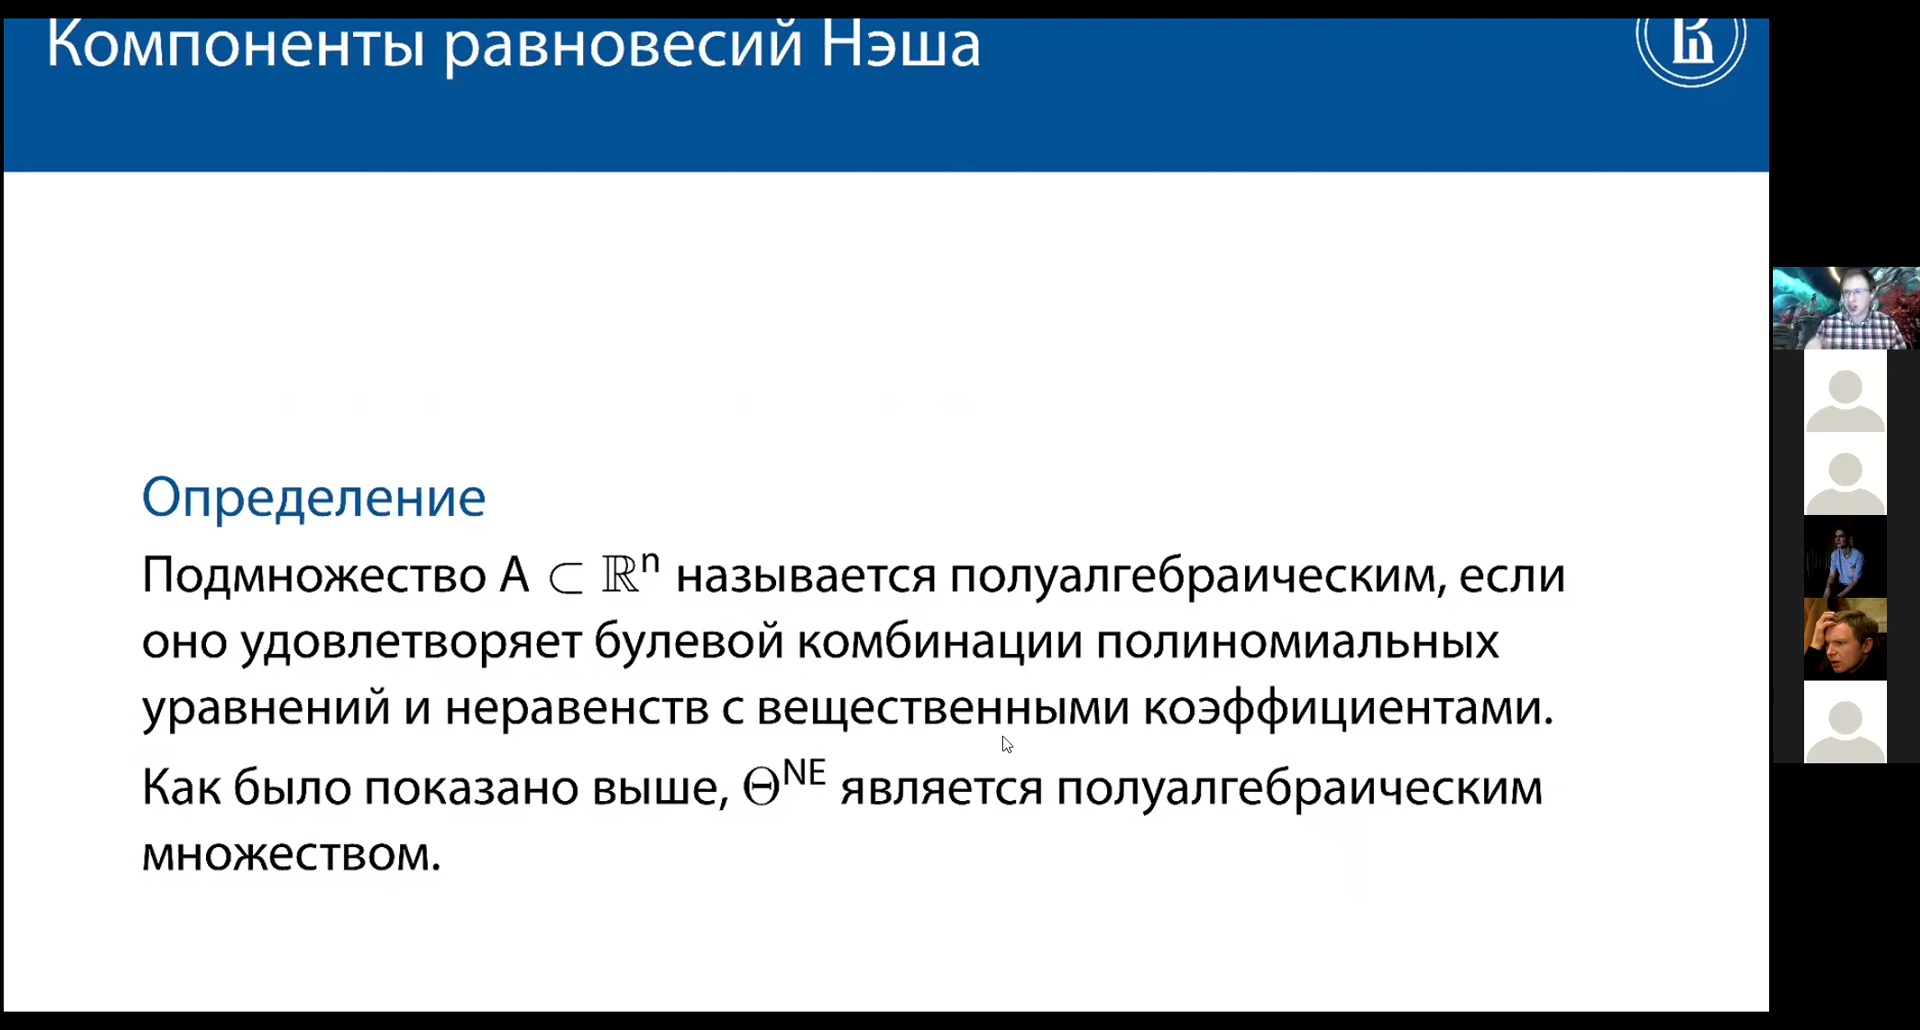 Компоненты равновесий Нэша
Определение
Подмножество A ⊂ ℝⁿ называется полуалгебраическим, если
оно удовлетворяет булевой комбинации полиномиальных
уравнений и неравенств с вещественными коэффициентами.
Как было показано выше, Θᴺᴱ является полуалгебраическим
множеством.